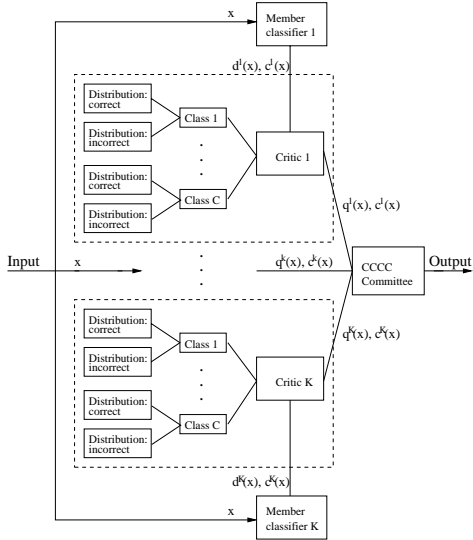 x
Member
classifier 1
d¹(x), c¹(x)
Distribution:
correct
Distribution:
incorrect
Class 1
Distribution:
correct
Distribution:
incorrect
Class C
Critic 1
q¹(x), c¹(x)
Input
x
qᵏ(x), cᵏ(x)
CCCC
Committee
Output
qᴷ(x), cᴷ(x)
Distribution:
correct
Distribution:
incorrect
Class 1
Distribution:
correct
Distribution:
incorrect
Class C
Critic K
dᴷ(x), cᴷ(x)
x
Member
classifier K